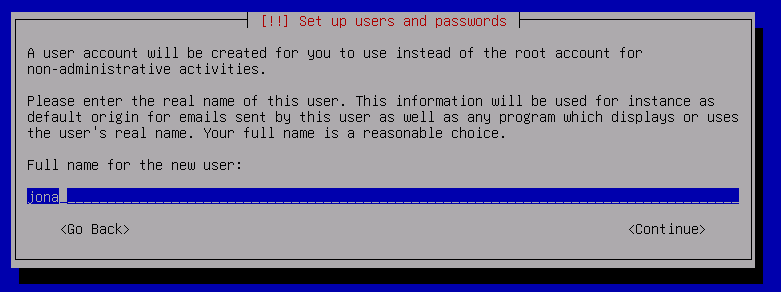 [!!] Set up users and passwords
A user account will be created for you to use instead of the root account for
non-administrative activities.
Please enter the real name of this user. This information will be used for instance as
default origin for emails sent by this user as well as any program which displays or uses
the user's real name. Your full name is a reasonable choice.
Full name for the new user:
jona
<Go Back> <Continue>